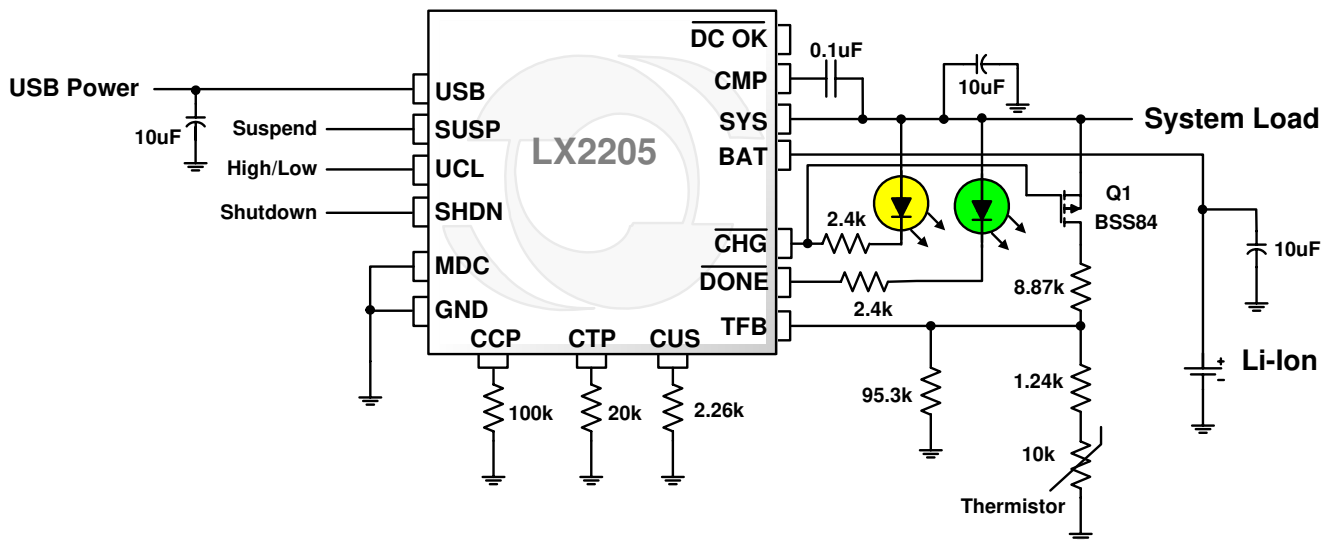 DC OK
0.1uF
CMP
10uF
USB Power
USB
SYS
System Load
10uF
Suspend
SUSP
LX2205
BAT
High/Low
UCL
Q1
BSS84
Shutdown
SHDN
2.4k
CHG
10uF
MDC
DONE
8.87k
2.4k
GND
TFB
CCP
CTP
CUS
Li-Ion
+
-
1.24k
95.3k
100k
20k
2.26k
10k
Thermistor